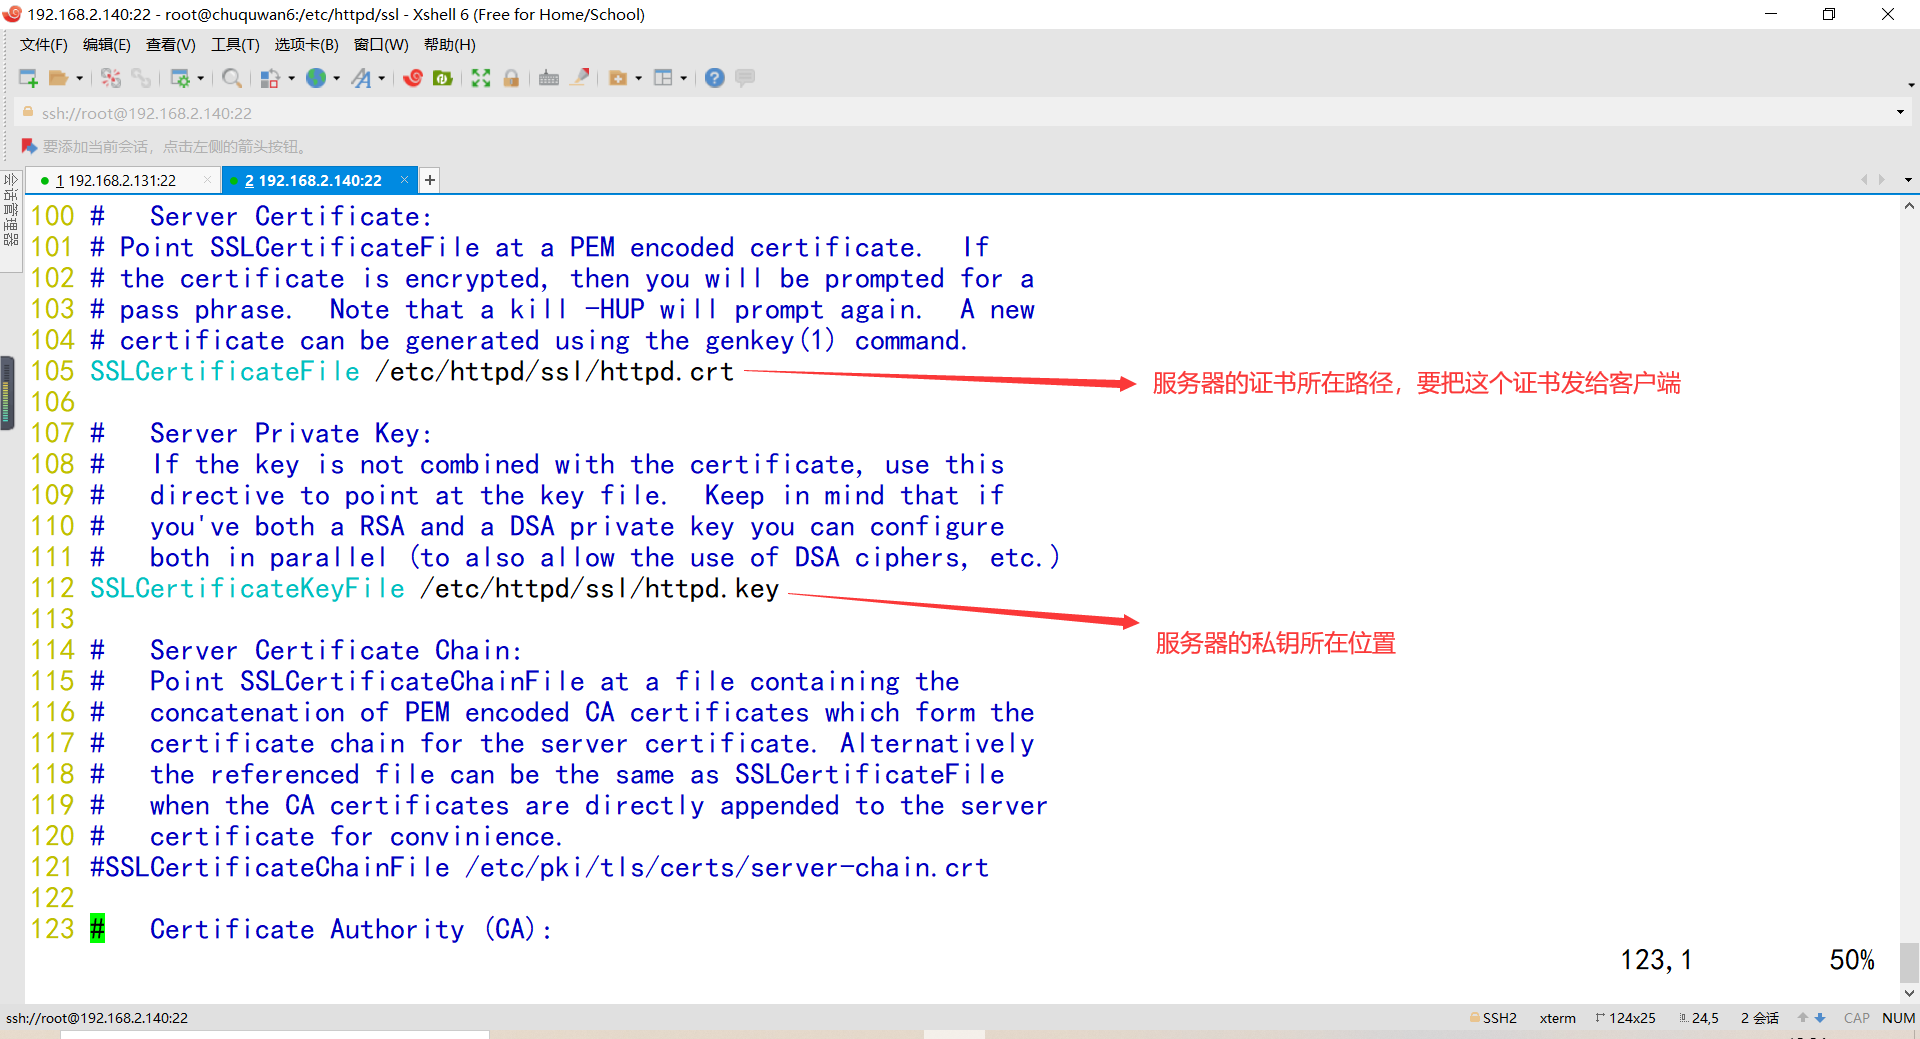 192.168.2.140:22 - root@chuquwan6:/etc/httpd/ssl - Xshell 6 (Free for Home/School)
文件(F) 编辑(E) 查看(V) 工具(T) 选项卡(B) 窗口(W) 帮助(H)
ssh://root@192.168.2.140:22
要添加当前会话，点击左侧的箭头按钮。
会话管理器
1 192.168.2.131:22 × 2 192.168.2.140:22 × +
100 #   Server Certificate:
101 # Point SSLCertificateFile at a PEM encoded certificate.  If
102 # the certificate is encrypted, then you will be prompted for a
103 # pass phrase.  Note that a kill -HUP will prompt again.  A new
104 # certificate can be generated using the genkey(1) command.
105 SSLCertificateFile /etc/httpd/ssl/httpd.crt
服务器的证书所在路径，要把这个证书发给客户端
106
107 #   Server Private Key:
108 #   If the key is not combined with the certificate, use this
109 #   directive to point at the key file.  Keep in mind that if
110 #   you've both a RSA and a DSA private key you can configure
111 #   both in parallel (to also allow the use of DSA ciphers, etc.)
112 SSLCertificateKeyFile /etc/httpd/ssl/httpd.key
服务器的私钥所在位置
113
114 #   Server Certificate Chain:
115 #   Point SSLCertificateChainFile at a file containing the
116 #   concatenation of PEM encoded CA certificates which form the
117 #   certificate chain for the server certificate. Alternatively
118 #   the referenced file can be the same as SSLCertificateFile
119 #   when the CA certificates are directly appended to the server
120 #   certificate for convinience.
121 #SSLCertificateChainFile /etc/pki/tls/certs/server-chain.crt
122
123 #   Certificate Authority (CA):
123,1 50%
ssh://root@192.168.2.140:22 SSH2 xterm 124x25 24,5 2 会话 CAP NUM